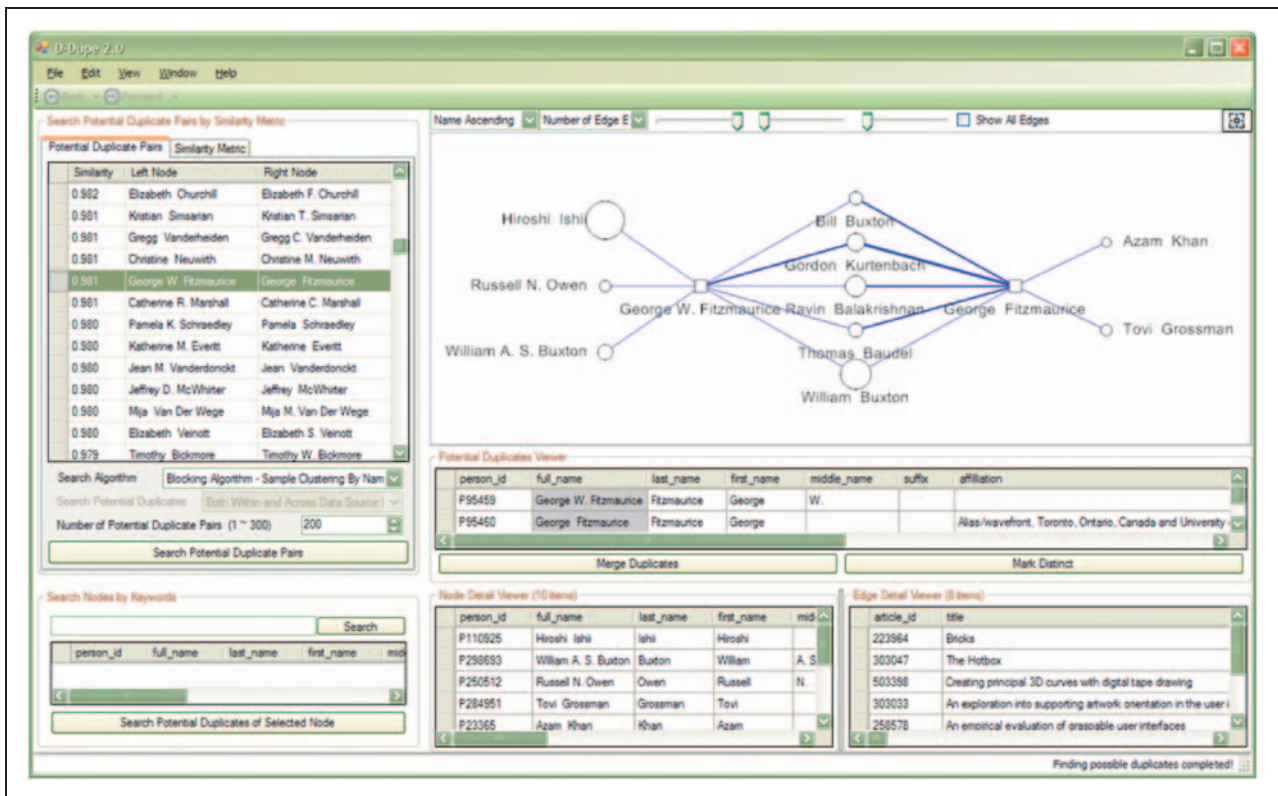 D-Dupe 2.0
File Edit View Window Help
Back Forward
Search Potential Duplicate Pairs by Similarity Metric
Potential Duplicate Pairs Similarity Metric
Similarity Left Node Right Node
0.982 Elizabeth Churchill Elizabeth F. Churchill
0.981 Kristian Simsarian Kristian T. Simsarian
0.981 Gregg Vanderheiden Gregg C. Vanderheiden
0.981 Christine Neuwirth Christine M. Neuwirth
0.981 George W. Fitzmaurice George Fitzmaurice
0.981 Catherine R. Marshall Catherine C. Marshall
0.980 Pamela K. Schraedley Pamela Schraedley
0.980 Katherine M. Everitt Katherine Everitt
0.980 Jean M. Vanderdonckt Jean Vanderdonckt
0.980 Jeffrey D. McWhirter Jeffrey McWhirter
0.980 Mija Van Der Wege Mija M. Van Der Wege
0.980 Elizabeth Veinott Elizabeth S. Veinott
0.979 Timothy Bickmore Timothy W. Bickmore
Search Algorithm Blocking Algorithm - Sample Clustering By Nam
Search Potential Duplicates Both Within and Across Data Source
Number of Potential Duplicate Pairs (1 ~ 300) 200
Search Potential Duplicate Pairs
Search Nodes by Keywords
Search
person_id full_name last_name first_name mid
Search Potential Duplicates of Selected Node
Name Ascending Number of Edge E Show All Edges
Hiroshi Ishii
Bill Buxton
Azam Khan
Gordon Kurtenbach
Russell N. Owen
George W. Fitzmaurice Ravin Balakrishnan George Fitzmaurice
Tovi Grossman
William A. S. Buxton
Thomas Baudel
William Buxton
Potential Duplicates Viewer
person_id full_name last_name first_name middle_name suffix affiliation
P95459 George W. Fitzmaurice Fitzmaurice George W.
P95460 George Fitzmaurice Fitzmaurice George Alias/wavefront, Toronto, Ontario, Canada and University
Merge Duplicates Mark Distinct
Node Detail Viewer (10 items)
person_id full_name last_name first_name mid
P110925 Hiroshi Ishii Ishii Hiroshi
P298693 William A. S. Buxton Buxton William A. S
P250512 Russell N. Owen Owen Russell N.
P284951 Tovi Grossman Grossman Tovi
P23365 Azam Khan Khan Azam
Edge Detail Viewer (8 items)
article_id title
223964 Bricks
303047 The Hotbox
503398 Creating principal 3D curves with digital tape drawing
303033 An exploration into supporting artwork orientation in the user i
258578 An empirical evaluation of graspable user interfaces
Finding possible duplicates completed!